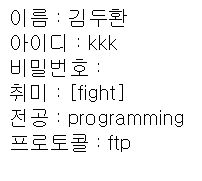 이름 : 김두환
아이디 : kkk
비밀번호 :
취미 : [fight]
전공 : programming
프로토콜 : ftp